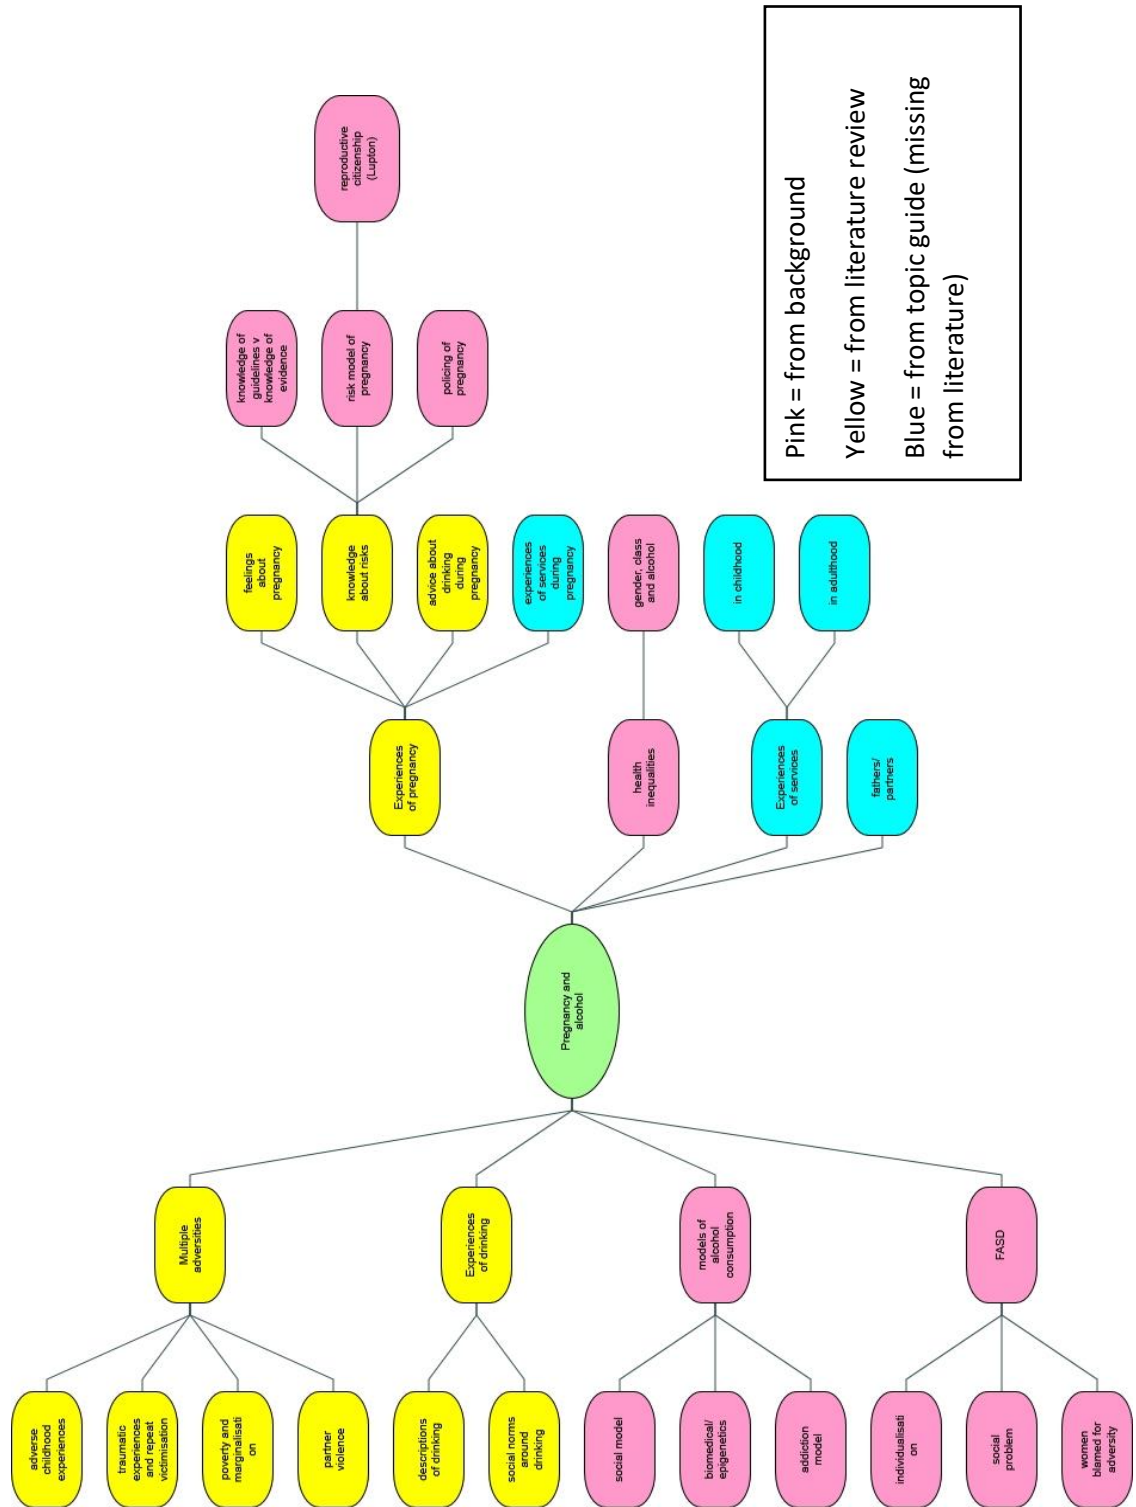 adverse
childhood
experiences
traumatic
experiences
and repeat
victimisation
poverty and
marginalisati
on
partner
violence
descriptions
of drinking
social norms
around
drinking
social model
biomedical/
epigenetics
addiction
model
individualisati
on
social
problem
women
blamed for
adversity
Multiple
adversities
Experiences
of drinking
models of
alcohol
consumption
FASD
Pregnancy and
alcohol
Experiences
of pregnancy
health
inequalities
Experiences
of services
fathers/
partners
feelings
about
pregnancy
knowledge
about risks
advice about
drinking
during
pregnancy
experiences
of services
during
pregnancy
gender, class
and alcohol
in childhood
in adulthood
knowledge of
guidelines v
knowledge of
evidence
risk model of
pregnancy
policing of
pregnancy
reproductive
citizenship
(Lupton)
Pink = from background
Yellow = from literature review
Blue = from topic guide (missing
from literature)